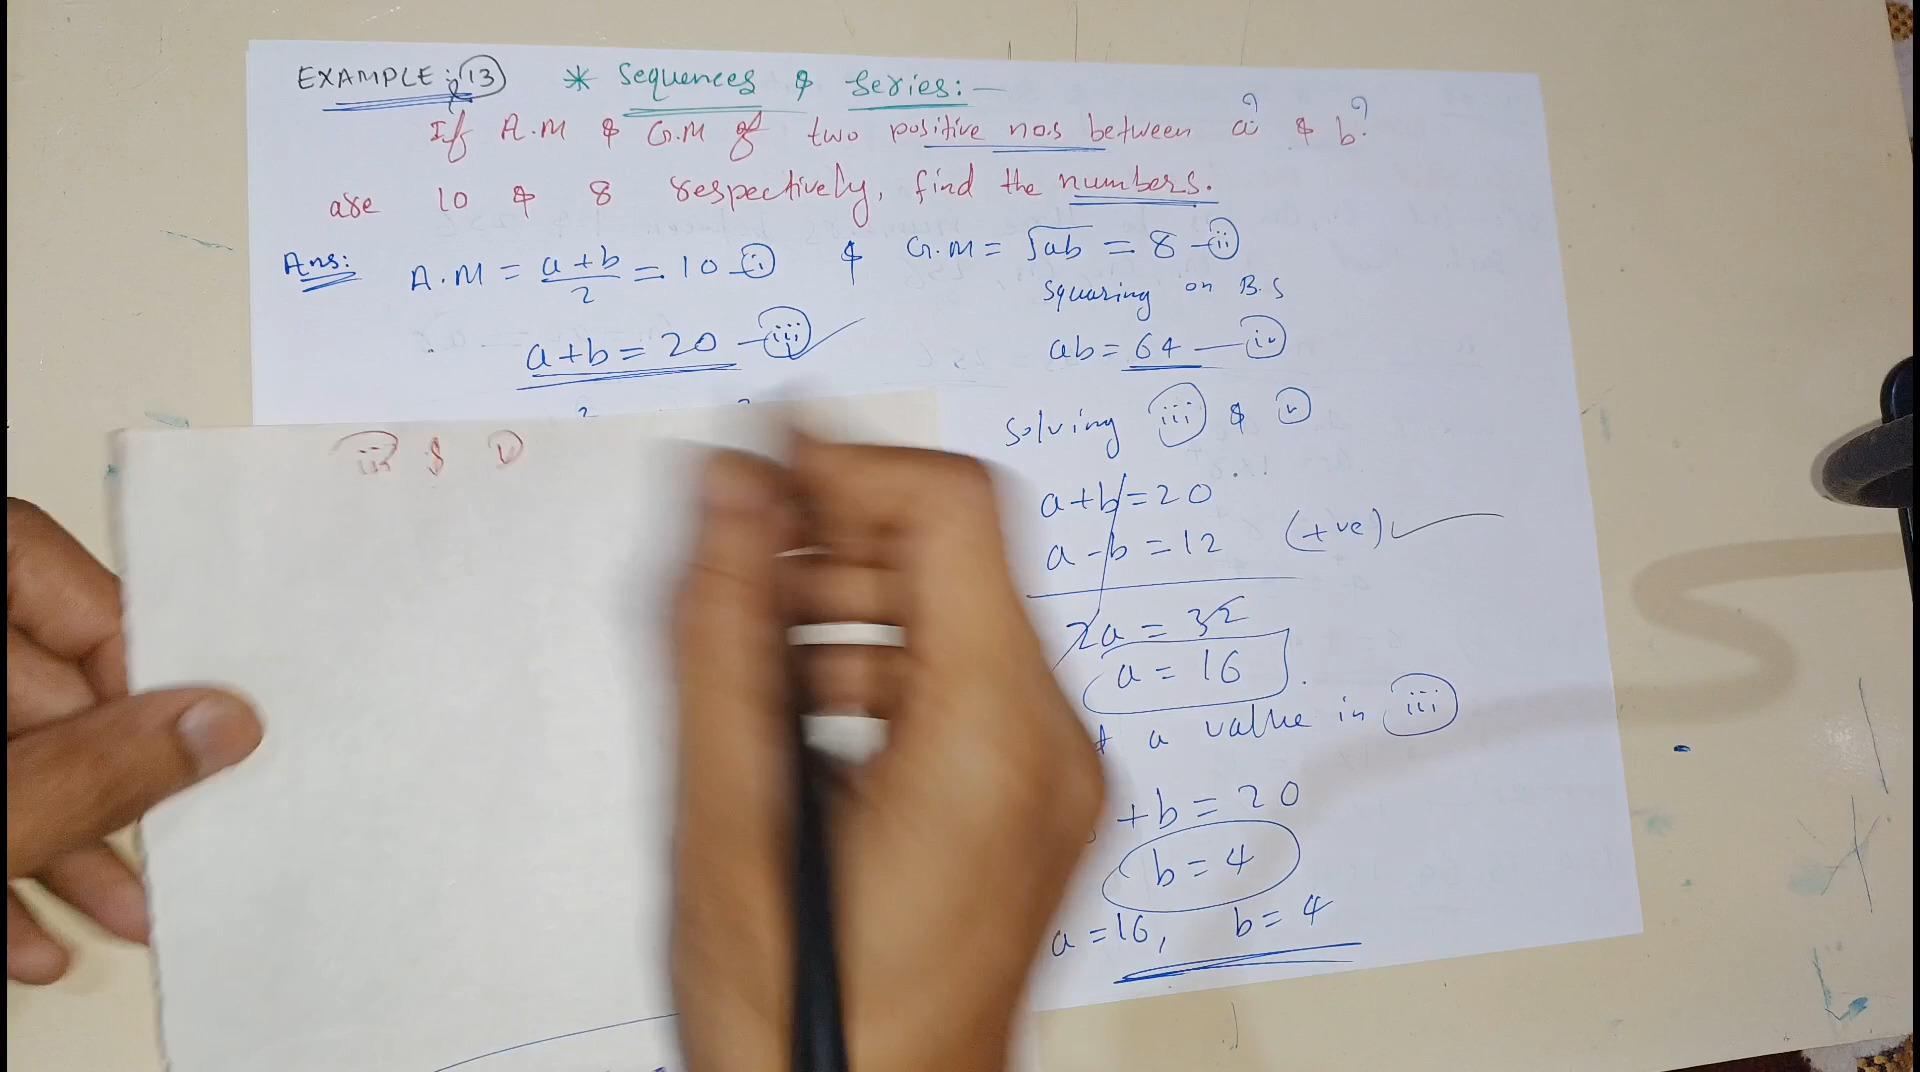 EXAMPLE: 13 * Sequences & Series:-
If A.M & G.M of two positive nos between a & b?
are 10 & 8 respectively, find the numbers.
Ans: A.M = a+b/2 = 10 - (i) & G.M = √ab = 8 - (ii)
squaring on B.S
a+b = 20 - (iii)
ab = 64 - (iv)
solving (iii) & (v)
a+b = 20
a-b = 12 (+ve)
2a = 32
a = 16
a value in (iii)
+b = 20
b = 4
a = 16, b = 4
(iii) & (v)